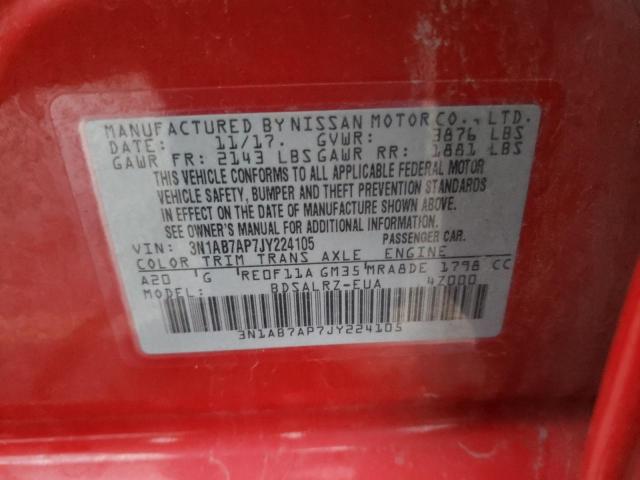 MANUFACTURED BY NISSAN MOTOR CO., LTD.
DATE: 11/17. GVWR: 3876 LBS
GAWR FR: 2143 LBS GAWR RR: 1881 LBS
THIS VEHICLE CONFORMS TO ALL APPLICABLE FEDERAL MOTOR
VEHICLE SAFETY, BUMPER AND THEFT PREVENTION STANDARDS
IN EFFECT ON THE DATE OF MANUFACTURE SHOWN ABOVE.
SEE OWNER'S MANUAL FOR ADDITIONAL INFORMATION.
VIN: 3N1AB7AP7JY224105 PASSENGER CAR.
COLOR TRIM TRANS AXLE ENGINE
A20 G RE0F11A GM35 MRA8DE 1798 CC
MODEL: BDSALRZ-EUA 4Z000
3N1AB7AP7JY224105